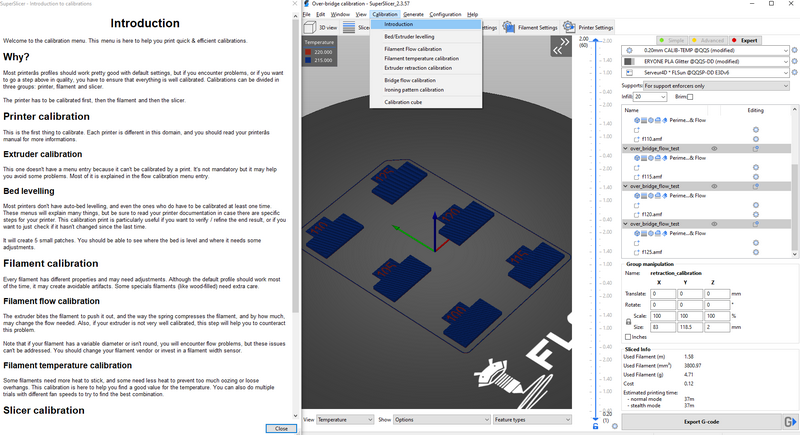 SuperSlicer - Introduction to calibrations
Introduction
Welcome to the calibration menu. This menu is here to help you print quick & efficient calibrations.
Why?
Most printerâs profiles should work pretty good with default settings, but if you encounter problems, or if you want
to go a step above in quality, you have to ensure that everything is well calibrated. Calibrations can be divided in
three groups: printer, filament and slicer.
The printer has to be calibrated first, then the filament and then the slicer.
Printer calibration
This is the first thing to calibrate. Each printer is different in this domain, and you should read your printerâs
manual for more informations.
Extruder calibration
This one doesn't have a menu entry because it can't be calibrated by a print. It's not mandatory but it may help
you avoid some problems. Most of it is explained in the flow calibration menu entry.
Bed levelling
Most printers don't have auto-bed levelling, and even the ones who do have to be calibrated at least one time.
These menus will explain many things, but be sure to read your printer documentation in case there are specific
steps for your printer. This calibration print is particularly useful if you want to verify / refine the end result, or if you
want to just check if it hasn't changed since the last time.
It will create 5 small patches. You should be able to see where the bed is level and where it needs some
adjustments.
Filament calibration
Every filament has different properties and may need adjustments. Although the default profile should work most
of the time, it may create avoidable artifacts. Some specials filaments (like wood-filled) need extra care.
Filament flow calibration
The extruder bites the filament to push it out, and the way the spring compresses the filament, and by how much,
may change the flow needed. Also, if your extruder is not very well calibrated, this step will help you to counteract
this problem.
Note that if your filament has a variable diameter or isn't round, you will encounter flow problems, but these issues
can't be addressed. You should change your filament vendor or invest in a filament width sensor.
Filament temperature calibration
Some filaments need more heat to stick, and some need less heat to prevent too much oozing or loose
overhangs. This calibration is here to help you find a good value for the temperature. You can also do multiple
trials with different fan speeds to try to find the best combination.
Slicer calibration
Close
Over-bridge calibration - SuperSlicer_2.3.57
File Edit Window View Calibration Generate Configuration Help
3D view
Slice
settings
Filament Settings
Printer Settings
Introduction
Bed/Extruder levelling
Filament Flow calibration
Filament temperature calibration
Extruder retraction calibration
Bridge flow calibration
Ironing pattern calibration
Calibration cube
Temperature
220.000
215.000
115
FLS
2.00
(60)
2.00
1.80
1.60
1.40
1.20
1.00
0.80
0.60
0.40
0.20
(1)
View Temperature Show Options Feature types
Simple Advanced Expert
0.20mm CALIB-TEMP @QQS (modified)
ERYONE PLA Glitter @QQS-DD (modified)
Serveur4D * FLSun @QQSP-DD E3Dv6
Supports: For support enforcers only
Infill: 20 Brim:
Name Editing
Perime...& Flow
f110.amf
over_bridge_flow_test
Perime...& Flow
f115.amf
over_bridge_flow_test
Perime...& Flow
f120.amf
over_bridge_flow_test
Perime...& Flow
f125.amf
Group manipulation
Name: retraction_calibration
X Y Z
Translate: 0 0 0 mm
Rotate: 0 0 0 °
Scale: 100 100 100 %
Size: 83 118.5 2 mm
Inches
Sliced Info
Used Filament (m) 1.58
Used Filament (mm³) 3800.97
Used Filament (g) 4.71
Cost 0.12
Estimated printing time:
- normal mode 37m
- stealth mode 37m
Export G-code